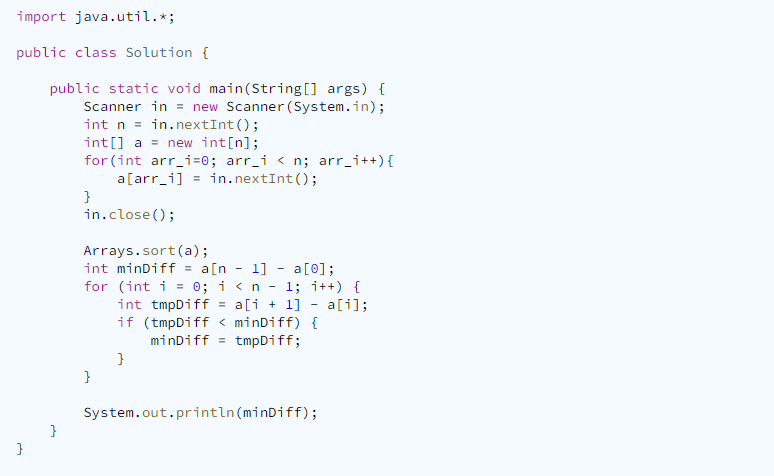 import java.util.*;
public class Solution {
public static void main(String[] args) {
Scanner in = new Scanner(System.in);
int n = in.nextInt();
int[] a = new int[n];
for(int arr_i=0; arr_i < n; arr_i++){
a[arr_i] = in.nextInt();
}
in.close();
Arrays.sort(a);
int minDiff = a[n - 1] - a[0];
for (int i = 0; i < n - 1; i++) {
int tmpDiff = a[i + 1] - a[i];
if (tmpDiff < minDiff) {
minDiff = tmpDiff;
}
}
System.out.println(minDiff);
}
}